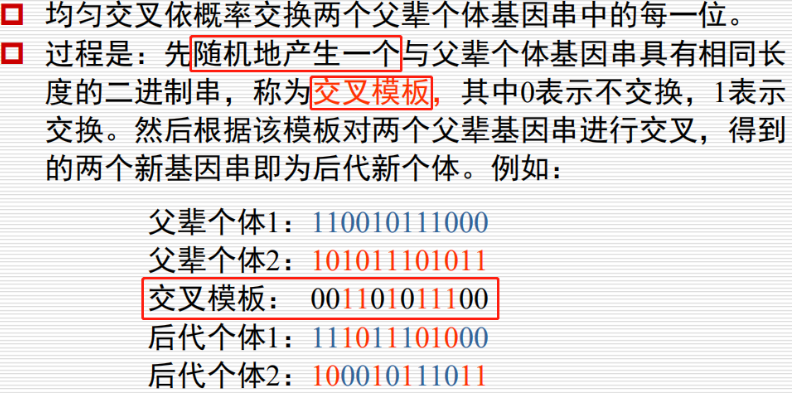 均匀交叉依概率交换两个父辈个体基因串中的每一位。
过程是：先随机地产生一个与父辈个体基因串具有相同长
度的二进制串，称为交叉模板，其中0表示不交换，1表示
交换。然后根据该模板对两个父辈基因串进行交叉，得到
的两个新基因串即为后代新个体。例如：
父辈个体1：110010111000
父辈个体2：101011101011
交叉模板： 001101011100
后代个体1：111011101000
后代个体2：100010111011